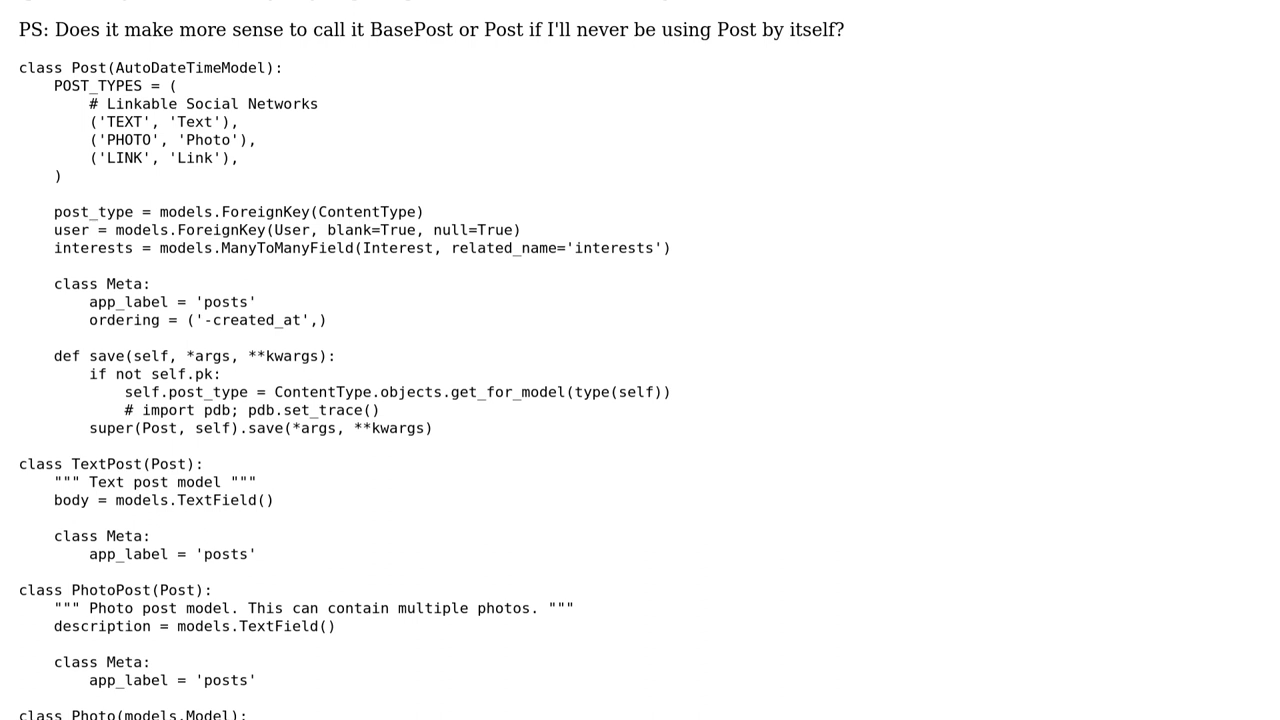 PS: Does it make more sense to call it BasePost or Post if I'll never be using Post by itself?
class Post(AutoDateTimeModel):
    POST_TYPES = (
        # Linkable Social Networks
        ('TEXT', 'Text'),
        ('PHOTO', 'Photo'),
        ('LINK', 'Link'),
    )

    post_type = models.ForeignKey(ContentType)
    user = models.ForeignKey(User, blank=True, null=True)
    interests = models.ManyToManyField(Interest, related_name='interests')

    class Meta:
        app_label = 'posts'
        ordering = ('-created_at',)

    def save(self, *args, **kwargs):
        if not self.pk:
            self.post_type = ContentType.objects.get_for_model(type(self))
            # import pdb; pdb.set_trace()
        super(Post, self).save(*args, **kwargs)

class TextPost(Post):
    """ Text post model """
    body = models.TextField()

    class Meta:
        app_label = 'posts'

class PhotoPost(Post):
    """ Photo post model. This can contain multiple photos. """
    description = models.TextField()

    class Meta:
        app_label = 'posts'

class Photo(models.Model):